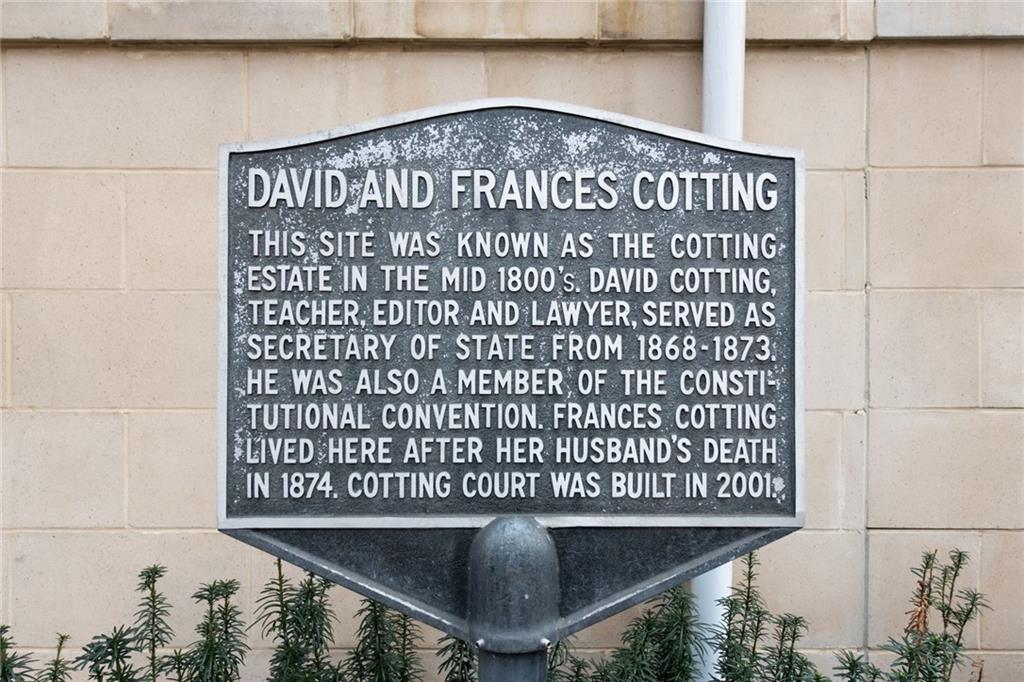 DAVID AND FRANCES COTTING
THIS SITE WAS KNOWN AS THE COTTING
ESTATE IN THE MID 1800's. DAVID COTTING,
TEACHER, EDITOR AND LAWYER, SERVED AS
SECRETARY OF STATE FROM 1868-1873.
HE WAS ALSO A MEMBER OF THE CONSTI-
TUTIONAL CONVENTION. FRANCES COTTING
LIVED HERE AFTER HER HUSBAND'S DEATH
IN 1874. COTTING COURT WAS BUILT IN 2001.